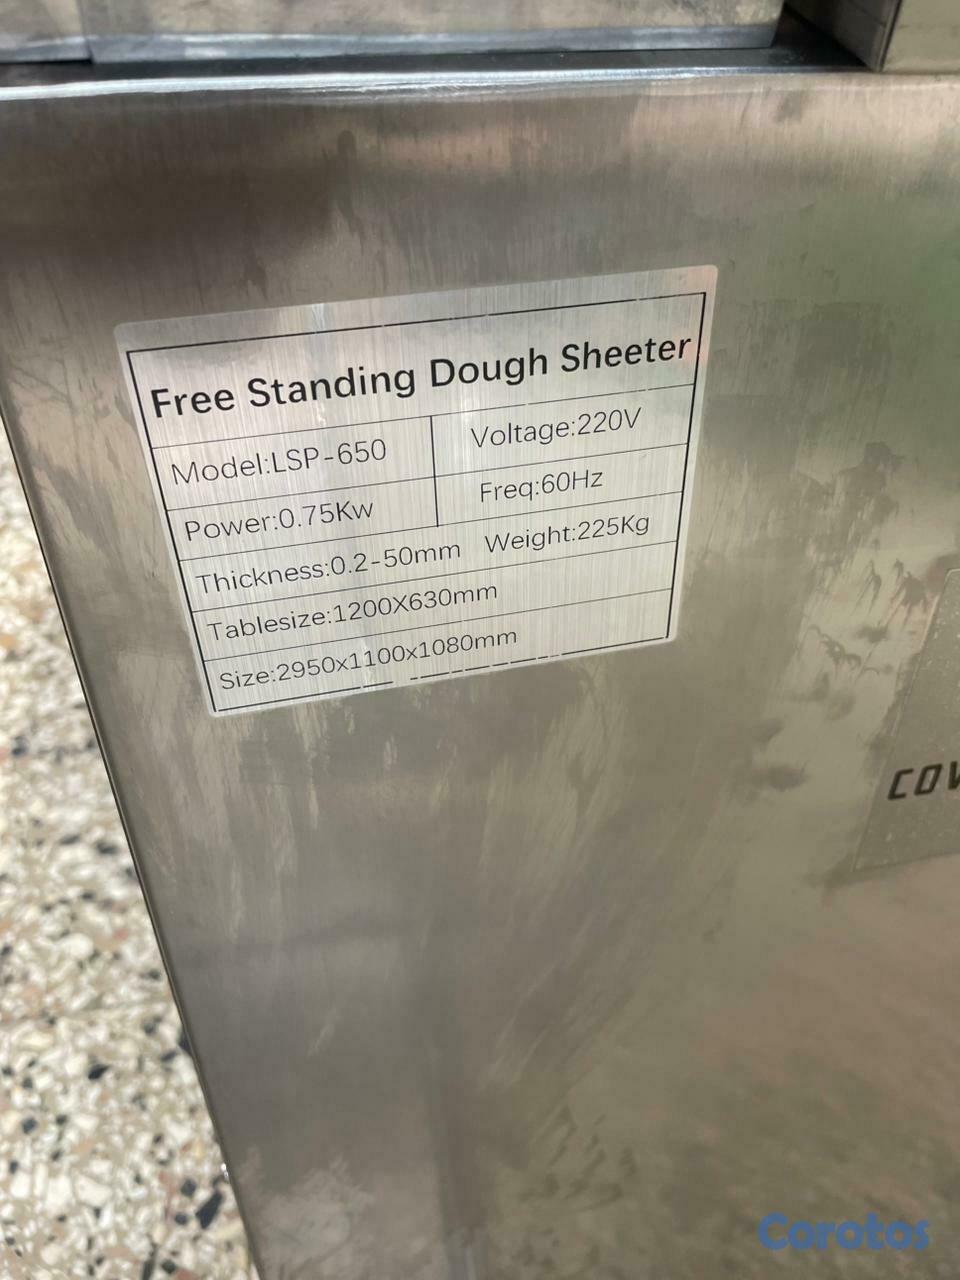 Free Standing Dough Sheeter
Model:LSP-650 Voltage:220V
Power:0.75Kw Freq:60Hz
Thickness:0.2-50mm Weight:225Kg
Tablesize:1200X630mm
Size:2950x1100x1080mm
COV
Corotos